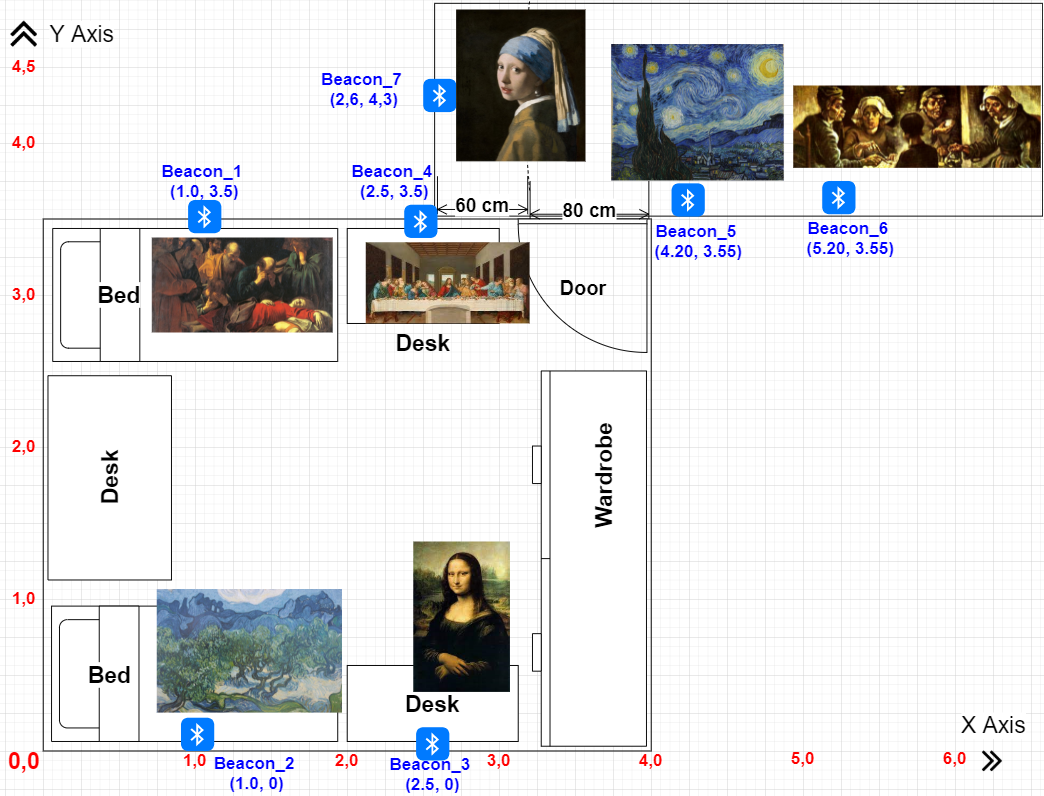 Y Axis
4,5
Beacon_7
(2,6, 4,3)
4,0
Beacon_1
(1.0, 3.5)
Beacon_4
(2.5, 3.5)
60 cm
80 cm
Beacon_5
(4.20, 3.55)
Beacon_6
(5.20, 3.55)
3,0
Bed
Door
Desk
2,0
Desk
Wardrobe
1,0
Bed
Desk
X Axis
0,0
1,0
2,0
3,0
4,0
5,0
6,0
Beacon_2
(1.0, 0)
Beacon_3
(2.5, 0)